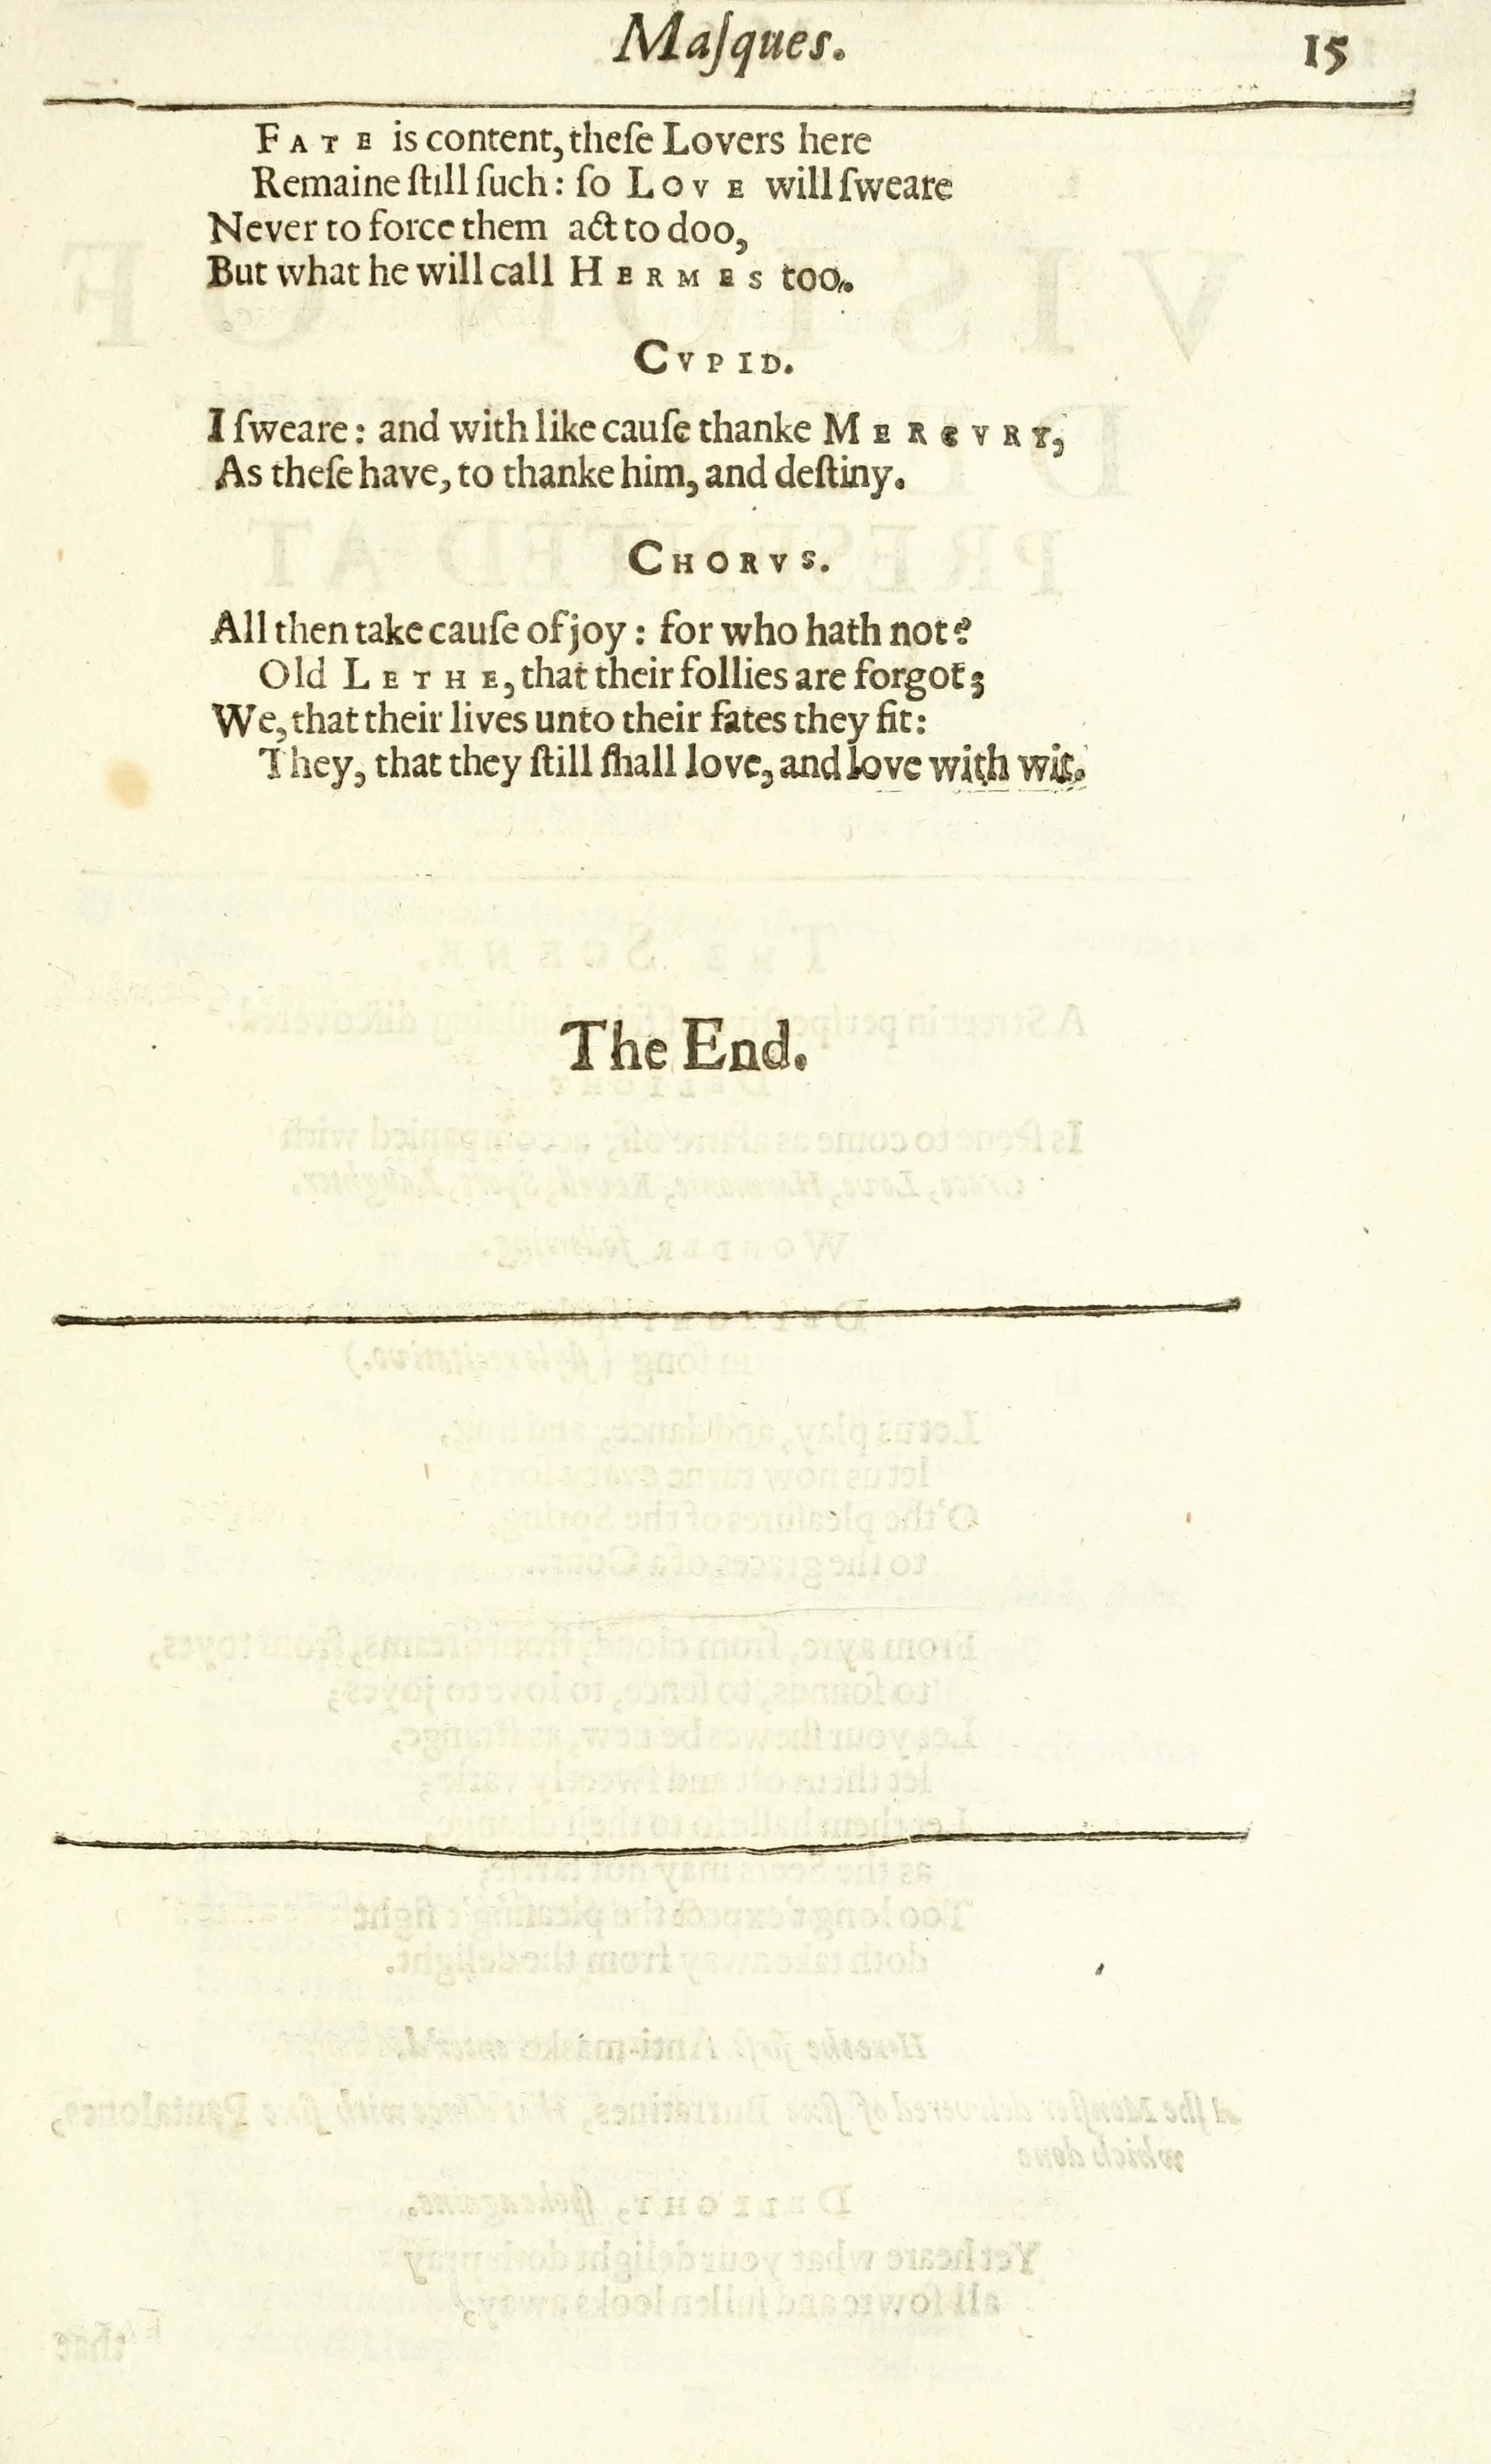 Maſques. 15
FATE is content, theſe Lovers here
Remaine ſtill ſuch: ſo LOVE will ſweare
Never to force them act to doo,
But what he will call HERMES too.
CVPID.
I ſweare: and with like cauſe thanke MERCVRY,
As theſe have, to thanke him, and deſtiny.
CHORVS.
All then take cauſe of joy: for who hath not?
Old LETHE, that their follies are forgot;
We, that their lives unto their fates they fit:
They, that they ſtill ſhall love, and love with wit.
The End.